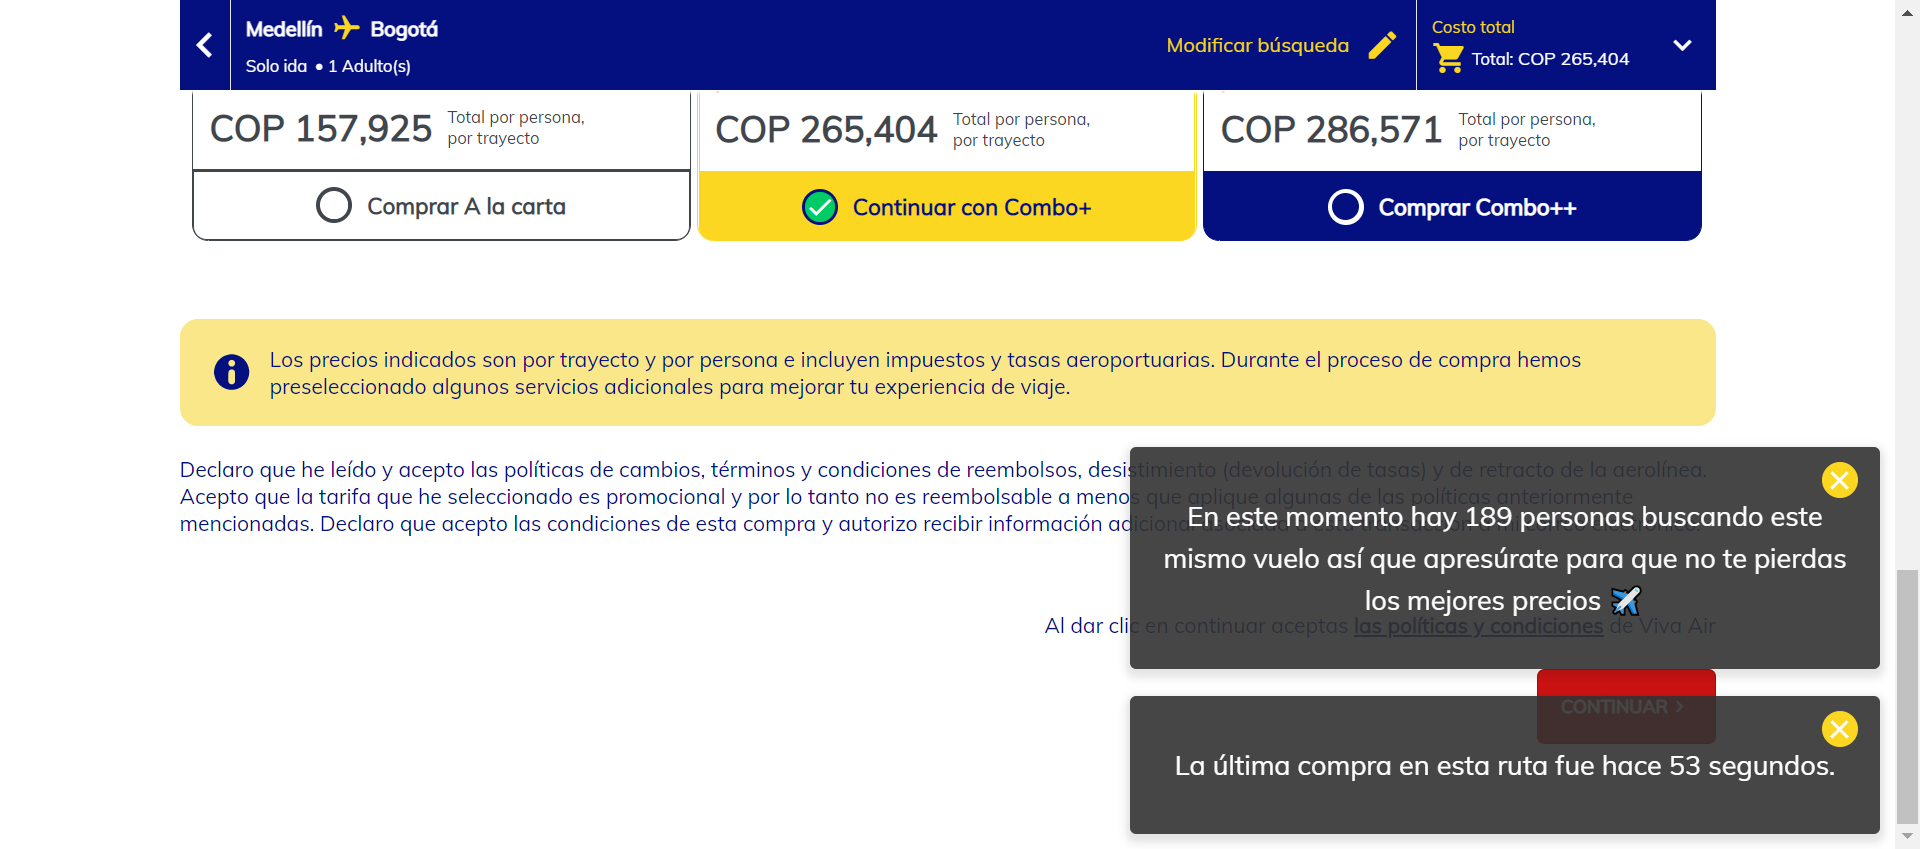 Medellín Bogotá
Solo ida • 1 Adulto(s)
Modificar búsqueda
Costo total
Total: COP 265,404
COP 157,925
Total por persona,
por trayecto
Comprar A la carta
COP 265,404
Total por persona,
por trayecto
Continuar con Combo+
COP 286,571
Total por persona,
por trayecto
Comprar Combo++
Los precios indicados son por trayecto y por persona e incluyen impuestos y tasas aeroportuarias. Durante el proceso de compra hemos
preseleccionado algunos servicios adicionales para mejorar tu experiencia de viaje.
Declaro que he leído y acepto las políticas de cambios, términos y condiciones de reembolsos, desistimiento (devolución de tasas) y de retracto de la aerolínea.
Acepto que la tarifa que he seleccionado es promocional y por lo tanto no es reembolsable a menos que aplique algunas de las políticas anteriormente
mencionadas. Declaro que acepto las condiciones de esta compra y autorizo recibir información adicional asociada a esta transacción a mi correo electrónico.
En este momento hay 189 personas buscando este
mismo vuelo así que apresúrate para que no te pierdas
los mejores precios ✈️
Al dar clic en continuar aceptas las políticas y condiciones de Viva Air
CONTINUAR >
La última compra en esta ruta fue hace 53 segundos.